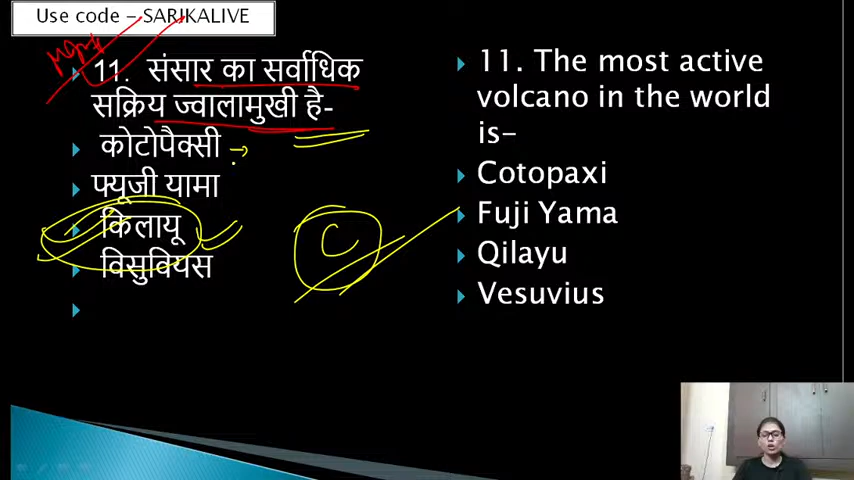 Use code – SARIKALIVE
11. संसार का सर्वाधिक
सक्रिय ज्वालामुखी है-
कोटोपैक्सी
फ्यूजी यामा
किलायू
विसुवियस
C
11. The most active
volcano in the world
is-
Cotopaxi
Fuji Yama
Qilayu
Vesuvius